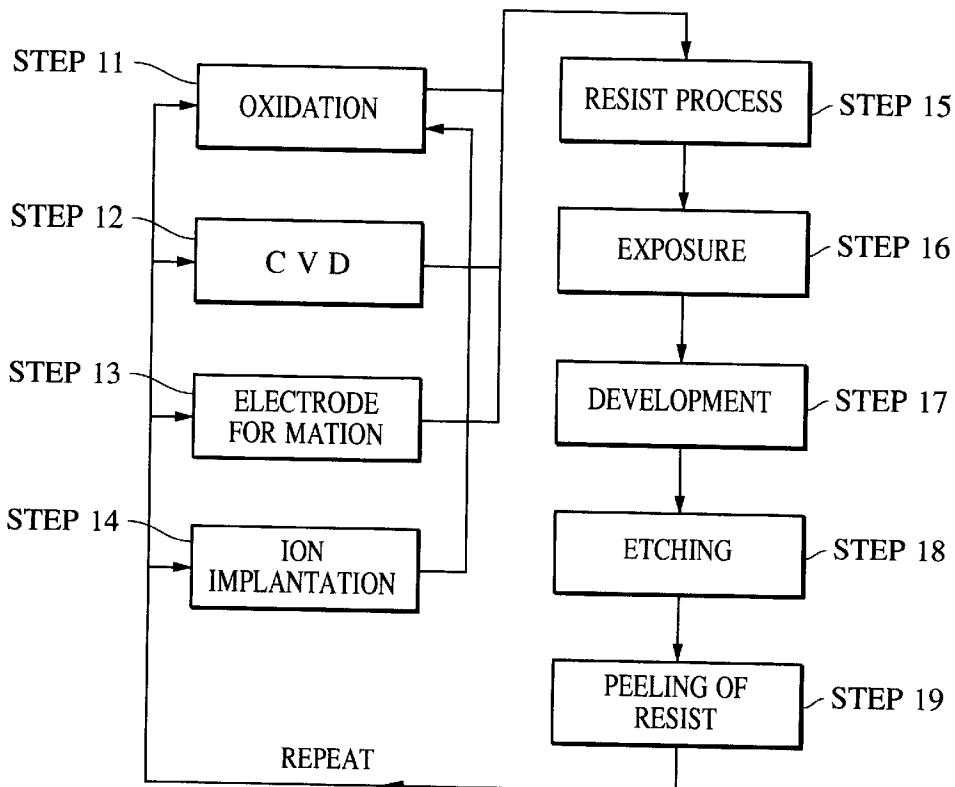 STEP 11
OXIDATION
STEP 12
C V D
STEP 13
ELECTRODE
FOR MATION
STEP 14
ION
IMPLANTATION
RESIST PROCESS
STEP 15
EXPOSURE
STEP 16
DEVELOPMENT
STEP 17
ETCHING
STEP 18
PEELING OF
RESIST
STEP 19
REPEAT